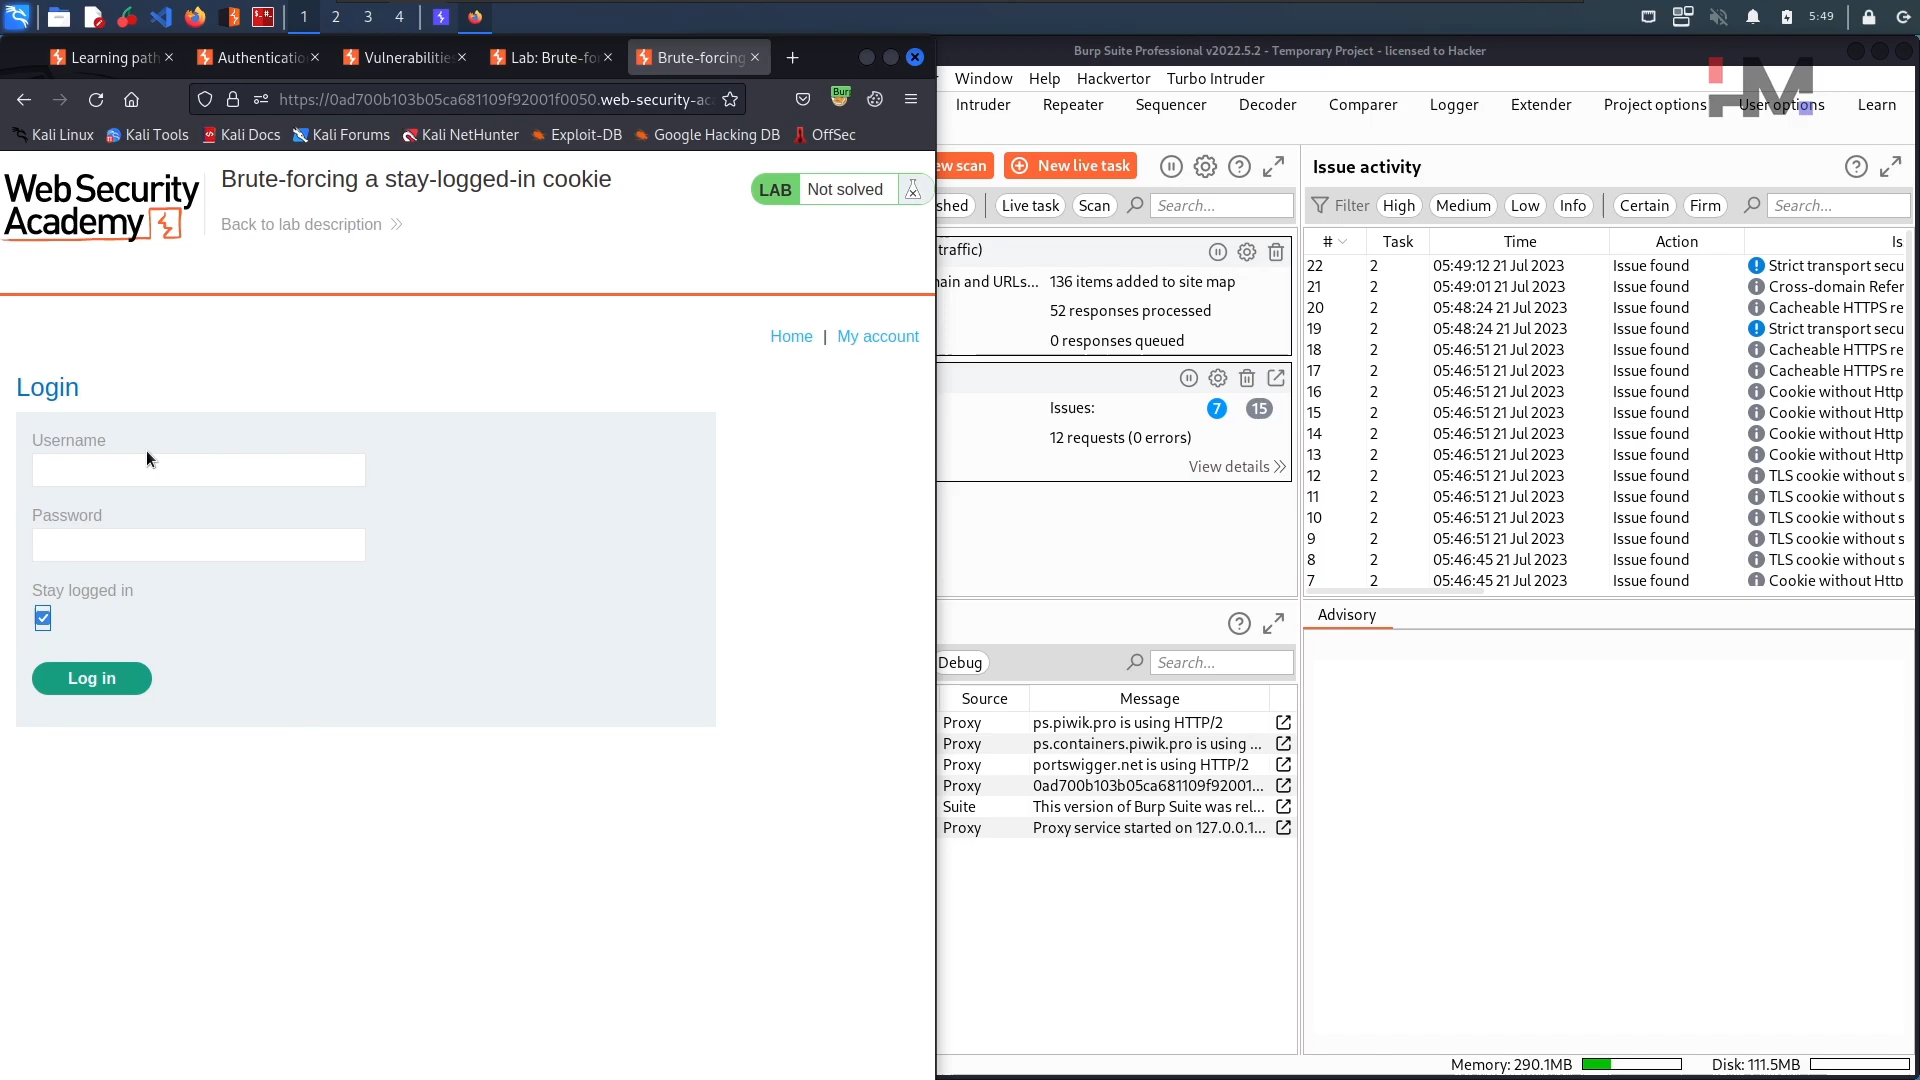 1
2
3
4
5:49
Learning path
Authenticatio
Vulnerabilities
Lab: Brute-fo
Brute-forcing
https://0ad700b103b05ca681109f92001f0050.web-security-ac
Burp
Kali Linux
Kali Tools
Kali Docs
Kali Forums
Kali NetHunter
Exploit-DB
Google Hacking DB
OffSec
Web Security
Academy
Brute-forcing a stay-logged-in cookie
Back to lab description
LAB
Not solved
Home | My account
Login
Username
Password
Stay logged in
Log in
Burp Suite Professional v2022.5.2 - Temporary Project - licensed to Hacker
Window Help Hackvertor Turbo Intruder
HM
Intruder Repeater Sequencer Decoder Comparer Logger Extender Project options User options Learn
ew scan
New live task
shed
Live task
Scan
Search...
traffic)
ain and URLs...
136 items added to site map
52 responses processed
0 responses queued
Issues:
7
15
12 requests (0 errors)
View details
Debug
Search...
Source Message
Proxy ps.piwik.pro is using HTTP/2
Proxy ps.containers.piwik.pro is using ...
Proxy portswigger.net is using HTTP/2
Proxy 0ad700b103b05ca681109f92001...
Suite This version of Burp Suite was rel...
Proxy Proxy service started on 127.0.0.1...
Issue activity
Filter High Medium Low Info Certain Firm Search...
# Task Time Action Is
22 2 05:49:12 21 Jul 2023 Issue found Strict transport secu
21 2 05:49:01 21 Jul 2023 Issue found Cross-domain Refer
20 2 05:48:24 21 Jul 2023 Issue found Cacheable HTTPS re
19 2 05:48:24 21 Jul 2023 Issue found Strict transport secu
18 2 05:46:51 21 Jul 2023 Issue found Cacheable HTTPS re
17 2 05:46:51 21 Jul 2023 Issue found Cacheable HTTPS re
16 2 05:46:51 21 Jul 2023 Issue found Cookie without Http
15 2 05:46:51 21 Jul 2023 Issue found Cookie without Http
14 2 05:46:51 21 Jul 2023 Issue found Cookie without Http
13 2 05:46:51 21 Jul 2023 Issue found Cookie without Http
12 2 05:46:51 21 Jul 2023 Issue found TLS cookie without s
11 2 05:46:51 21 Jul 2023 Issue found TLS cookie without s
10 2 05:46:51 21 Jul 2023 Issue found TLS cookie without s
9 2 05:46:51 21 Jul 2023 Issue found TLS cookie without s
8 2 05:46:45 21 Jul 2023 Issue found TLS cookie without s
7 2 05:46:45 21 Jul 2023 Issue found Cookie without Http
Advisory
Memory: 290.1MB
Disk: 111.5MB